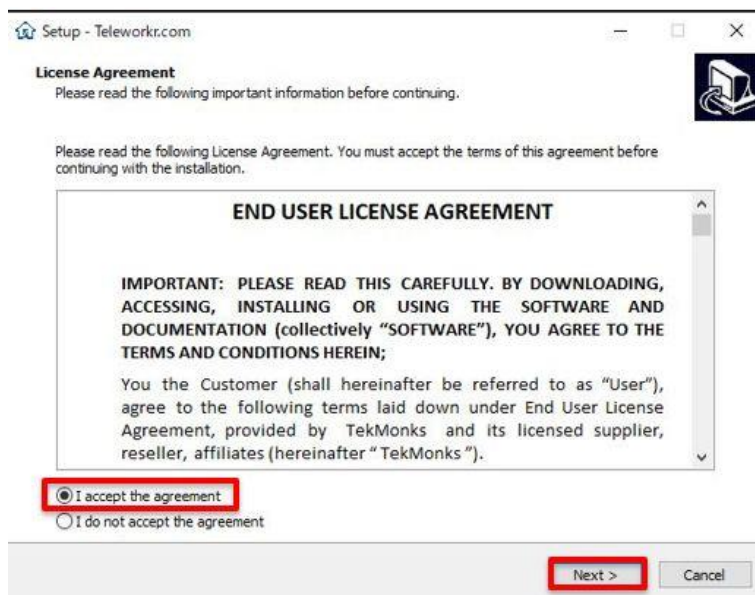 Setup - Teleworkr.com
License Agreement
Please read the following important information before continuing.
Please read the following License Agreement. You must accept the terms of this agreement before
continuing with the installation.
END USER LICENSE AGREEMENT
IMPORTANT: PLEASE READ THIS CAREFULLY. BY DOWNLOADING,
ACCESSING, INSTALLING OR USING THE SOFTWARE AND
DOCUMENTATION (collectively “SOFTWARE”), YOU AGREE TO THE
TERMS AND CONDITIONS HEREIN;
You the Customer (shall hereinafter be referred to as “User”),
agree to the following terms laid down under End User License
Agreement, provided by TekMonks and its licensed supplier,
reseller, affiliates (hereinafter “ TekMonks ”).
I accept the agreement
I do not accept the agreement
Next >
Cancel